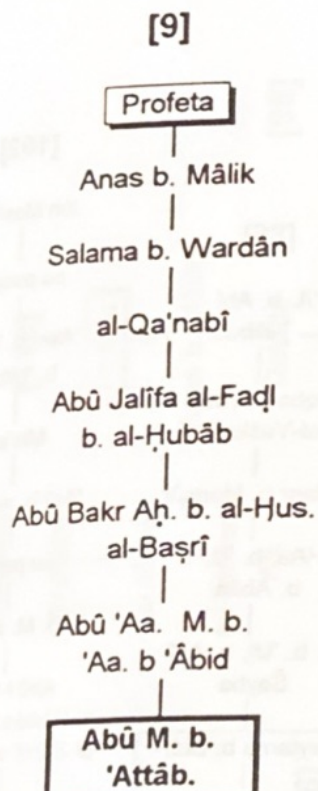 [9]
Profeta
Anas b. Mâlik
Salama b. Wardân
al-Qa'nabî
Abû Jalîfa al-Faḍl
b. al-Ḥubâb
Abû Bakr Aḥ. b. al-Ḥus.
al-Baṣrî
Abû 'Aa. M. b.
'Aa. b 'Âbid
Abû M. b.
'Attâb.